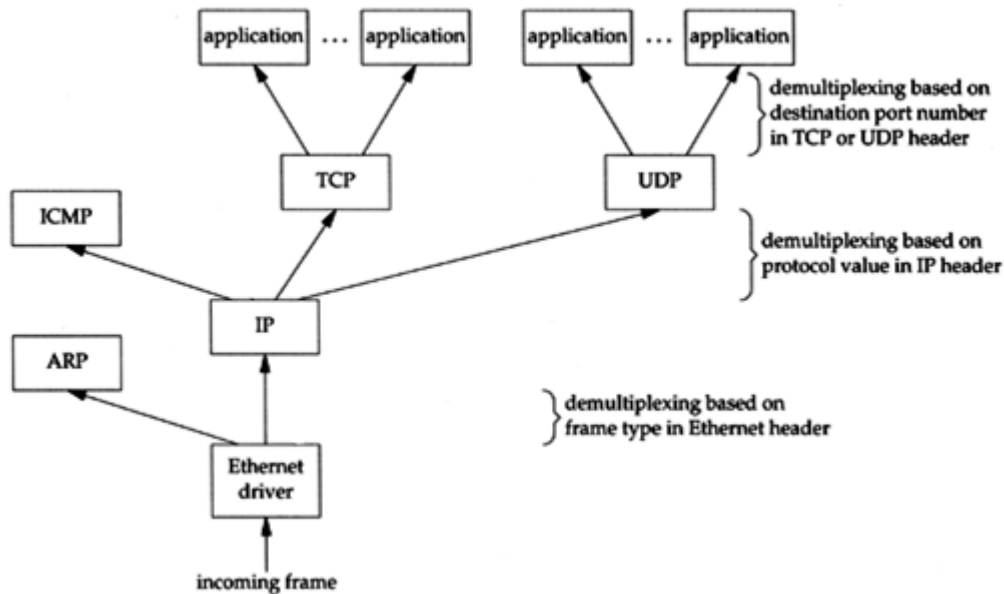 application ... application
application ... application
demultiplexing based on
destination port number
in TCP or UDP header
TCP
UDP
ICMP
demultiplexing based on
protocol value in IP header
IP
ARP
demultiplexing based on
frame type in Ethernet header
Ethernet
driver
incoming frame